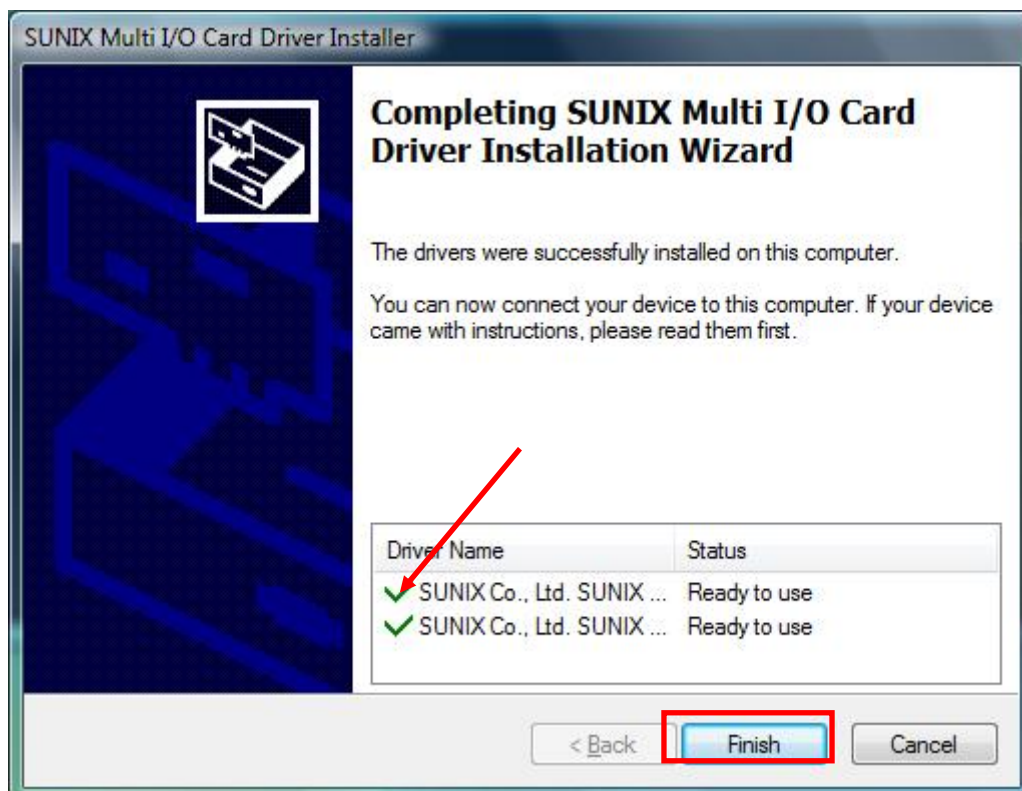 SUNIX Multi I/O Card Driver Installer
Completing SUNIX Multi I/O Card
Driver Installation Wizard
The drivers were successfully installed on this computer.
You can now connect your device to this computer. If your device
came with instructions, please read them first.
Driver Name Status
SUNIX Co., Ltd. SUNIX ... Ready to use
SUNIX Co., Ltd. SUNIX ... Ready to use
< Back Finish Cancel